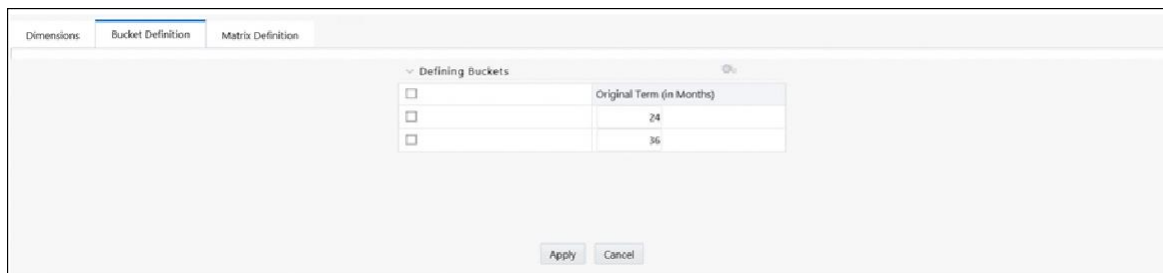 Dimensions Bucket Definition Matrix Definition
Defining Buckets
Original Term (in Months)
24
36
Apply Cancel